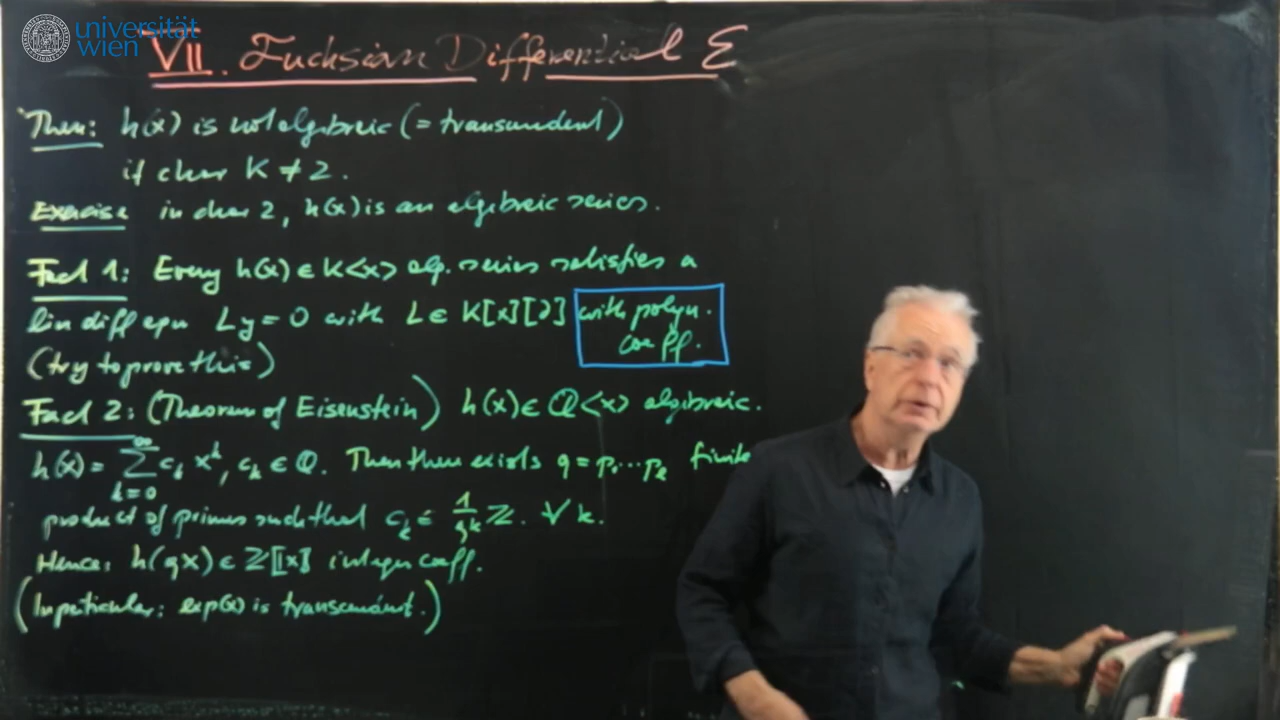 universität
wien
VII. Fuchsian Differential E
Then: h(x) is not algebraic (= transcendent)
if char K ≠ 2.
Exercise in char 2, h(x) is an algebraic series.
Fact 1: Every h(x) ∈ K<x> alg. series satisfies a
lin diff equ Ly = 0 with L ∈ K[x][∂] with polyn. coeff.
(try to prove this)
Fact 2: (Theorem of Eisenstein) h(x) ∈ Q<x> algebraic.
h(x) = ∑_{k=0}^∞ c_k x^k, c_k ∈ Q. Then there exists q = p_1 ... p_e finite
product of primes such that c_k ∈ 1/q^k Z. ∀ k.
Hence: h(qx) ∈ Z[[x]] integer coeff.
(In particular: exp(x) is transcendent.)